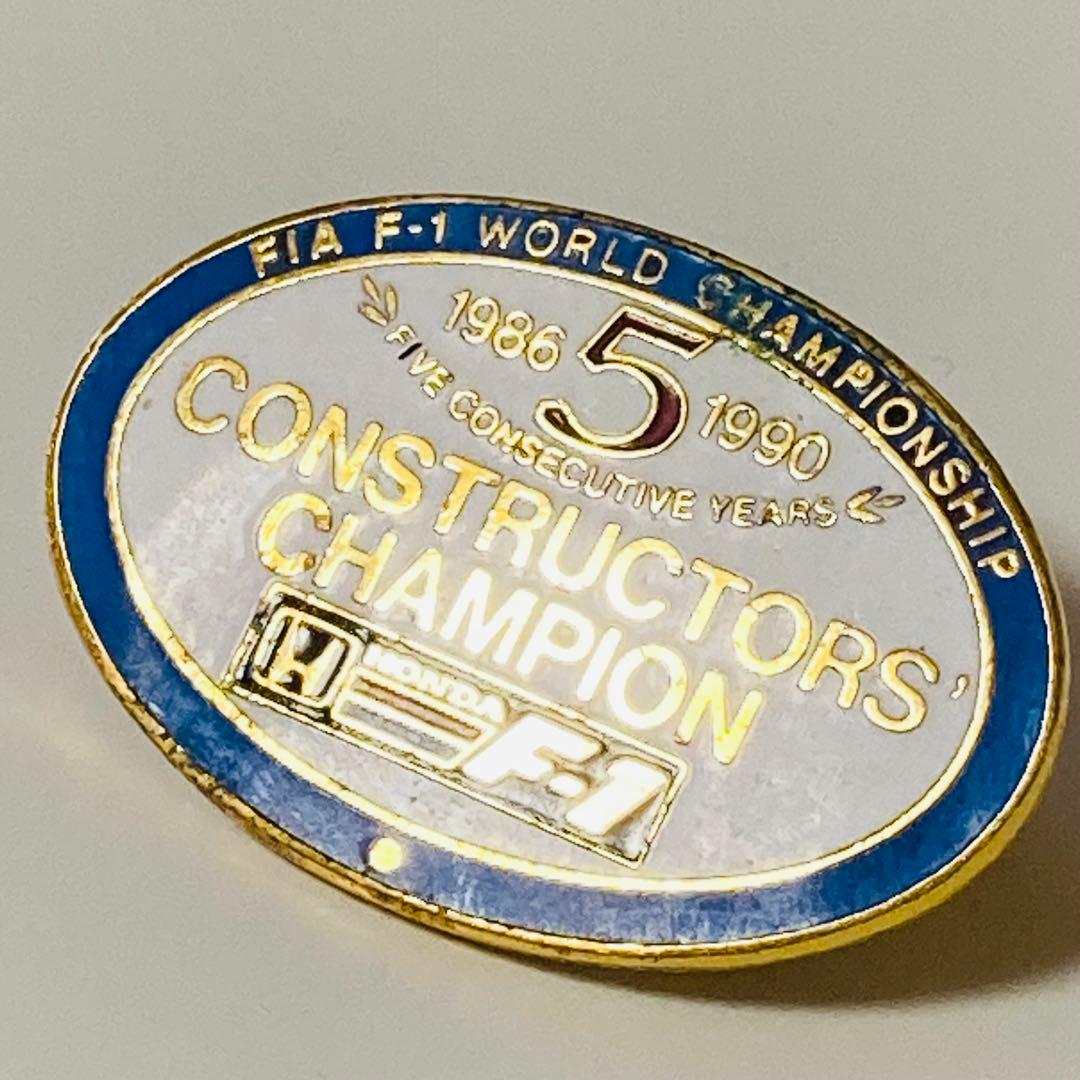 FIA F-1 WORLD CHAMPIONSHIP
1986 5 1990
FIVE CONSECUTIVE YEARS
CONSTRUCTORS'
CHAMPION
HONDA
F-1